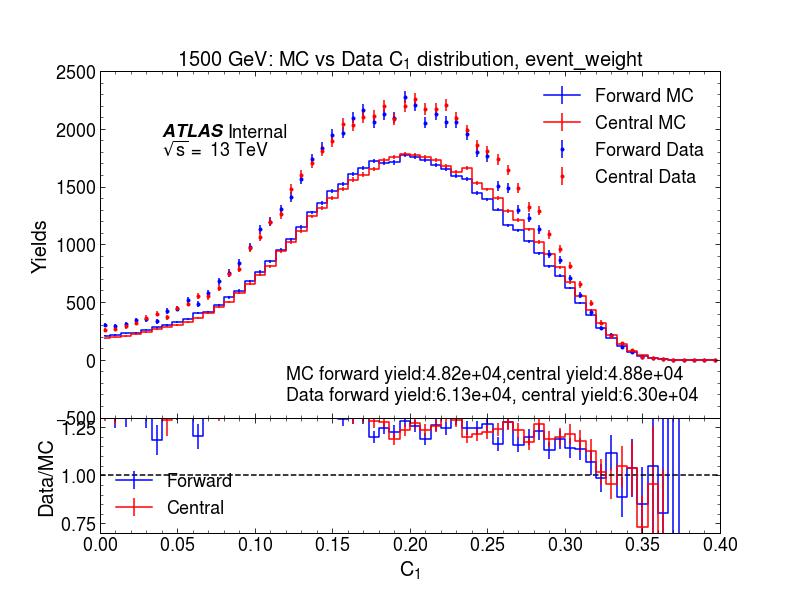 1500 GeV: MC vs Data C₁ distribution, event_weight
2500
2000
1500
1000
500
0
−500
Yields
ATLAS Internal
√s = 13 TeV
Forward MC
Central MC
Forward Data
Central Data
MC forward yield:4.82e+04,central yield:4.88e+04
Data forward yield:6.13e+04, central yield:6.30e+04
1.25
1.00
0.75
Data/MC
Forward
Central
0.00 0.05 0.10 0.15 0.20 0.25 0.30 0.35 0.40
C₁